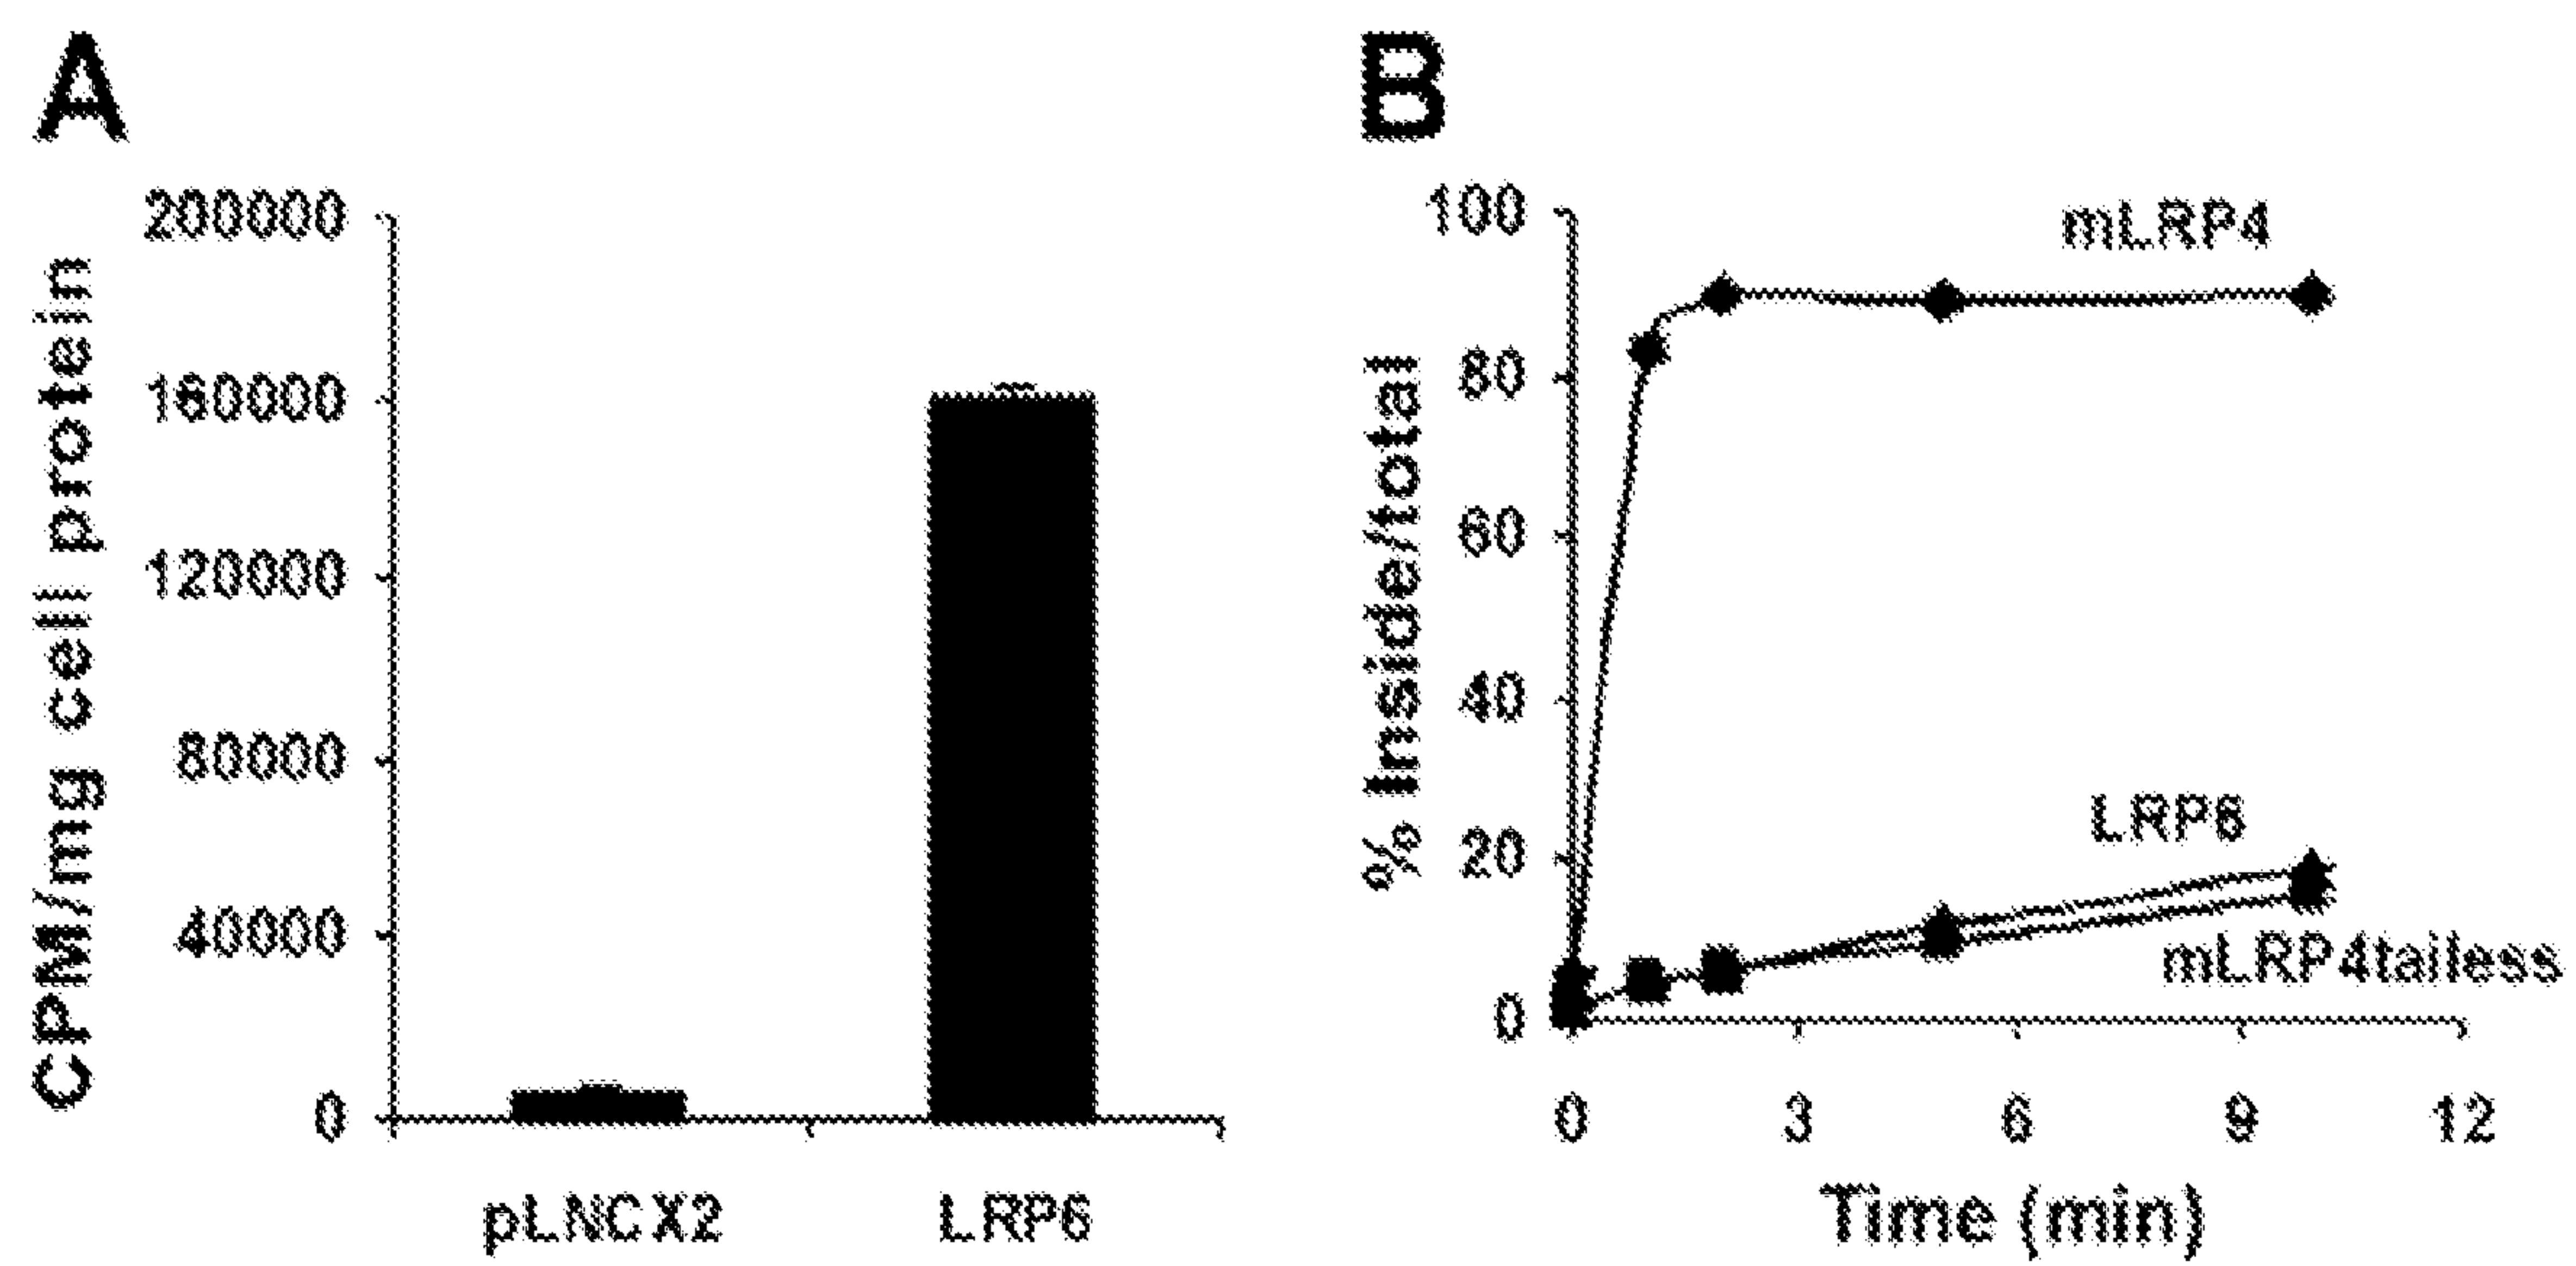 A
CPM/mg cell protein
200000
160000
120000
80000
40000
0
pLNCX2
LRP6
B
% Inside/total
100
80
60
40
20
0
mLRP4
LRP6
mLRP4tailess
0 3 6 9 12
Time (min)